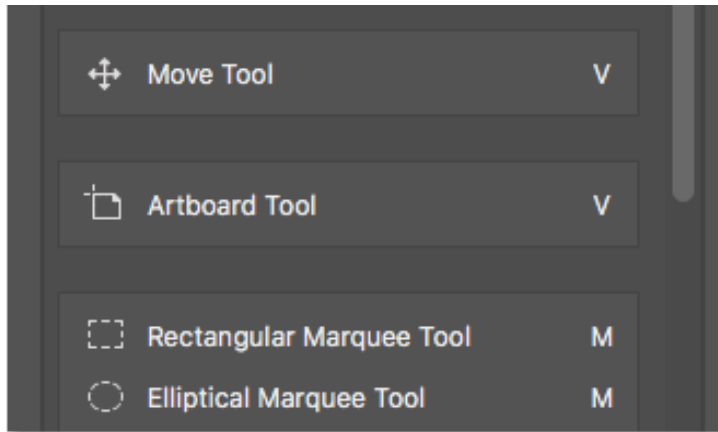 Move Tool V
Artboard Tool V
Rectangular Marquee Tool M
Elliptical Marquee Tool M